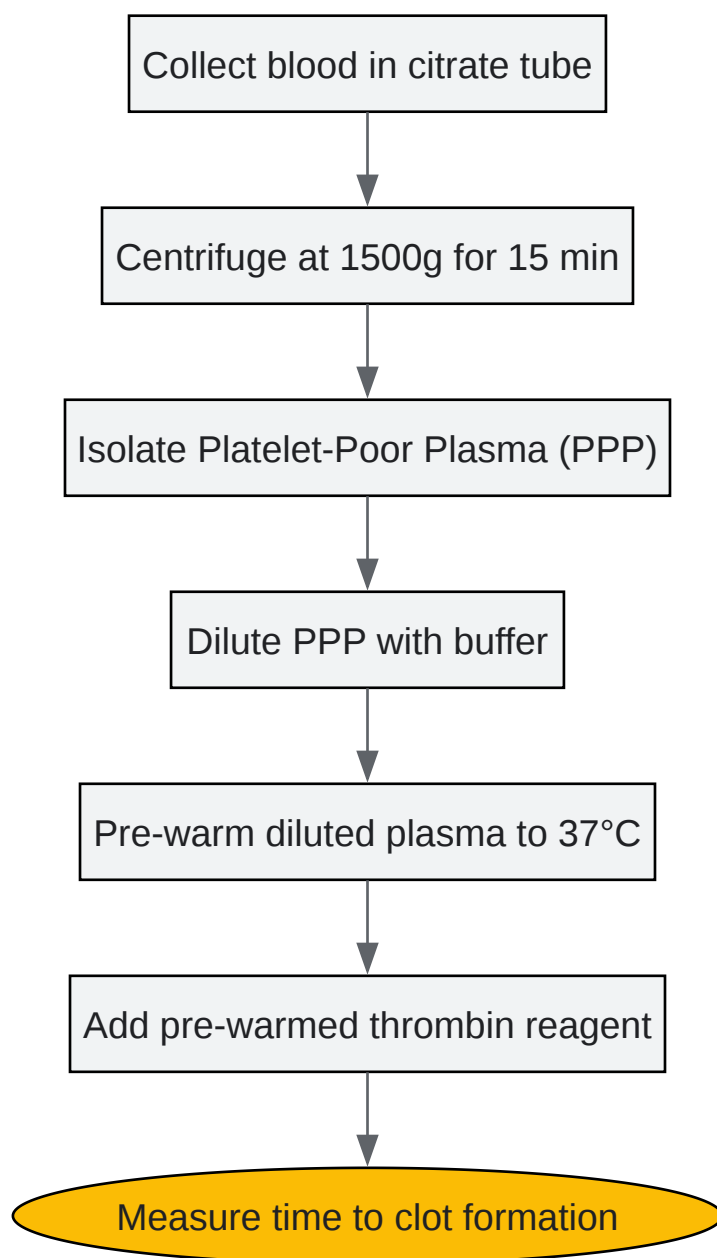 Collect blood in citrate tube
Centrifuge at 1500g for 15 min
Isolate Platelet-Poor Plasma (PPP)
Dilute PPP with buffer
Pre-warm diluted plasma to 37°C
Add pre-warmed thrombin reagent
Measure time to clot formation